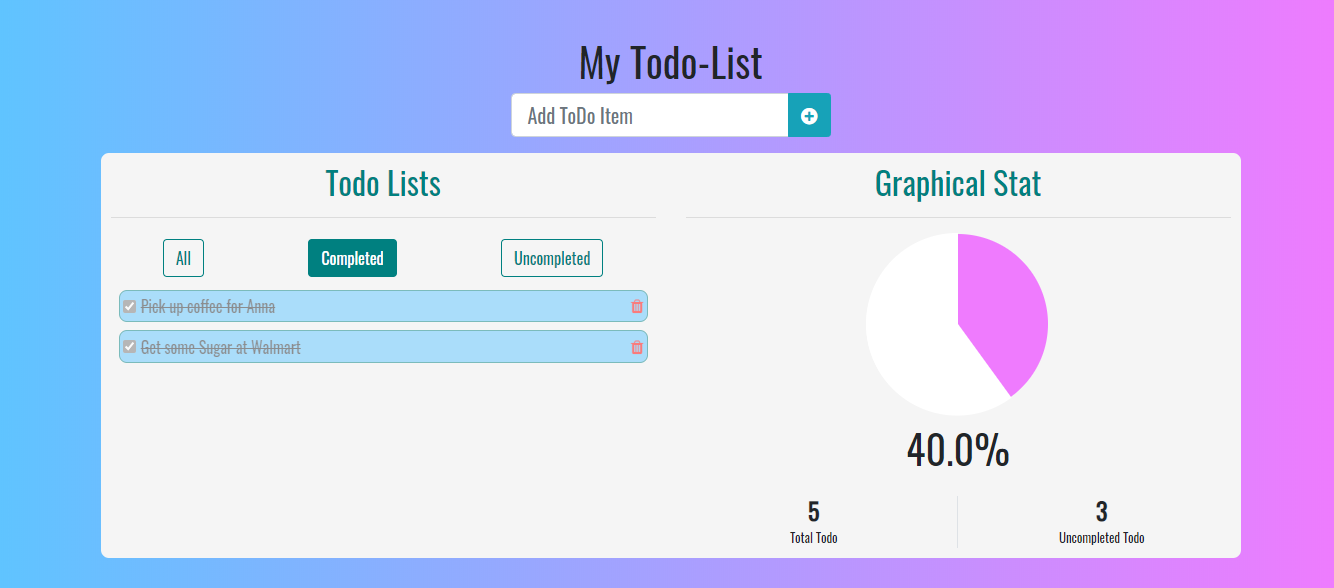 My Todo-List
Add ToDo Item
Todo Lists
All
Completed
Uncompleted
Pick up coffee for Anna
Get some Sugar at Walmart
Graphical Stat
40.0%
5
Total Todo
3
Uncompleted Todo